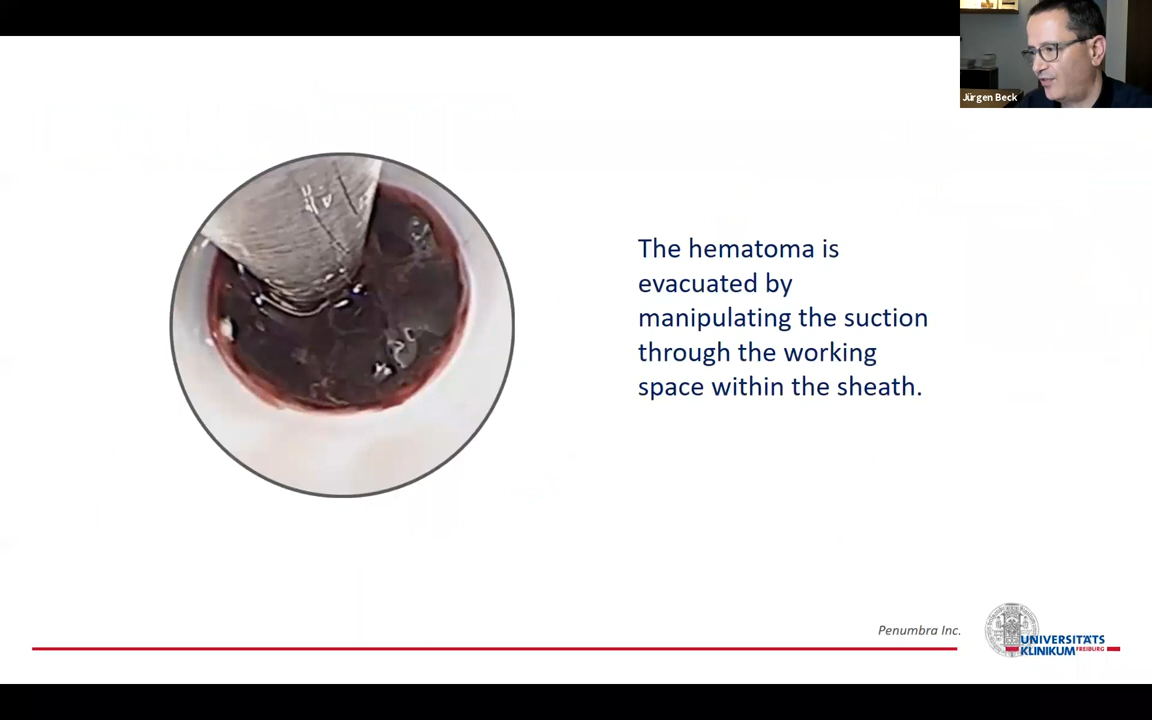 Jürgen Beck
The hematoma is
evacuated by
manipulating the suction
through the working
space within the sheath.
Penumbra Inc.
UNIVERSITÄTS
KLINIKUM FREIBURG